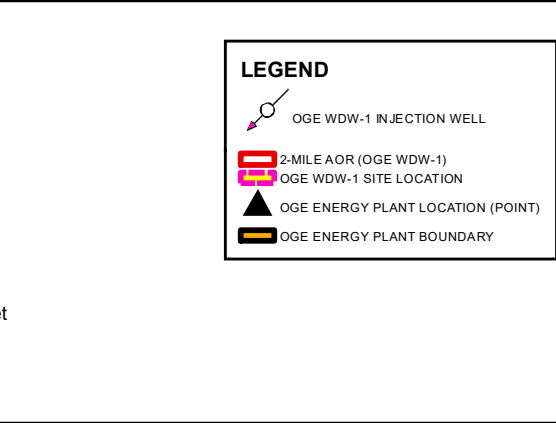 LEGEND
OGE WDW-1 INJECTION WELL
2-MILE AOR (OGE WDW-1)
OGE WDW-1 SITE LOCATION
OGE ENERGY PLANT LOCATION (POINT)
OGE ENERGY PLANT BOUNDARY